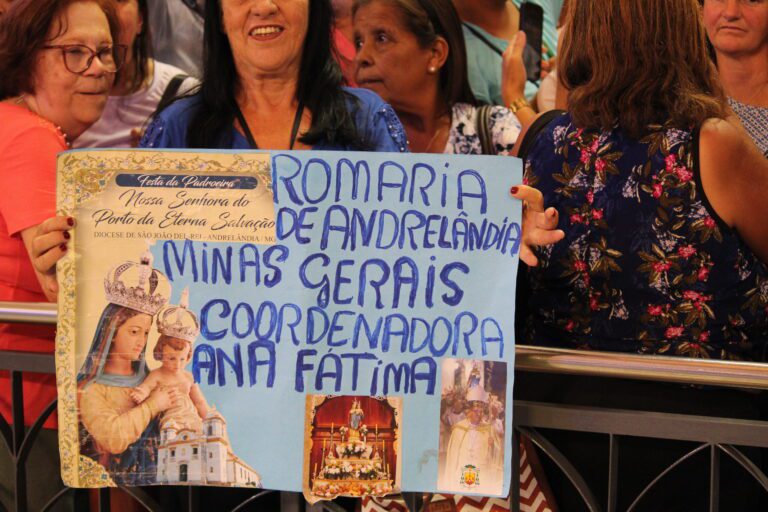 Festa da Padroeira
Nossa Senhora do
Porto da Eterna Salvação
DIOCESE DE SÃO JOÃO DEL-REI - ANDRELÂNDIA / MG
ROMARIA
DE ANDRELÂNDIA
MINAS GERAIS
COORDENADORA
ANA FÁTIMA